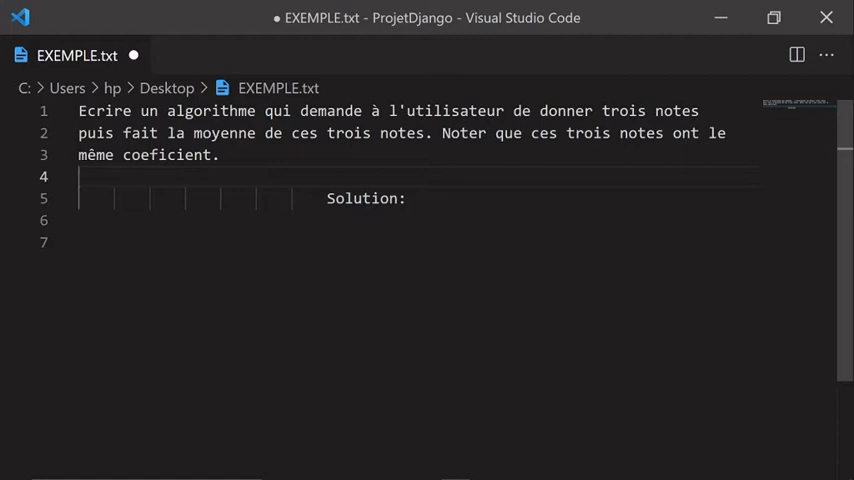 ● EXEMPLE.txt - ProjetDjango - Visual Studio Code
EXEMPLE.txt ●
C: > Users > hp > Desktop > EXEMPLE.txt
1 Ecrire un algorithme qui demande à l'utilisateur de donner trois notes
2 puis fait la moyenne de ces trois notes. Noter que ces trois notes ont le
3 même coeficient.
4
5 Solution:
6
7